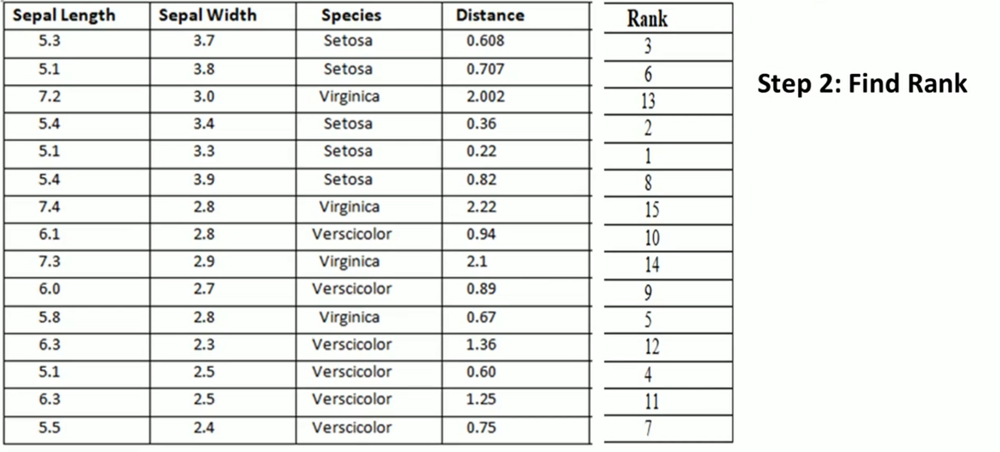 Sepal Length Sepal Width Species Distance Rank
5.3 3.7 Setosa 0.608 3
5.1 3.8 Setosa 0.707 6
Step 2: Find Rank
7.2 3.0 Virginica 2.002 13
5.4 3.4 Setosa 0.36 2
5.1 3.3 Setosa 0.22 1
5.4 3.9 Setosa 0.82 8
7.4 2.8 Virginica 2.22 15
6.1 2.8 Verscicolor 0.94 10
7.3 2.9 Virginica 2.1 14
6.0 2.7 Verscicolor 0.89 9
5.8 2.8 Virginica 0.67 5
6.3 2.3 Verscicolor 1.36 12
5.1 2.5 Verscicolor 0.60 4
6.3 2.5 Verscicolor 1.25 11
5.5 2.4 Verscicolor 0.75 7